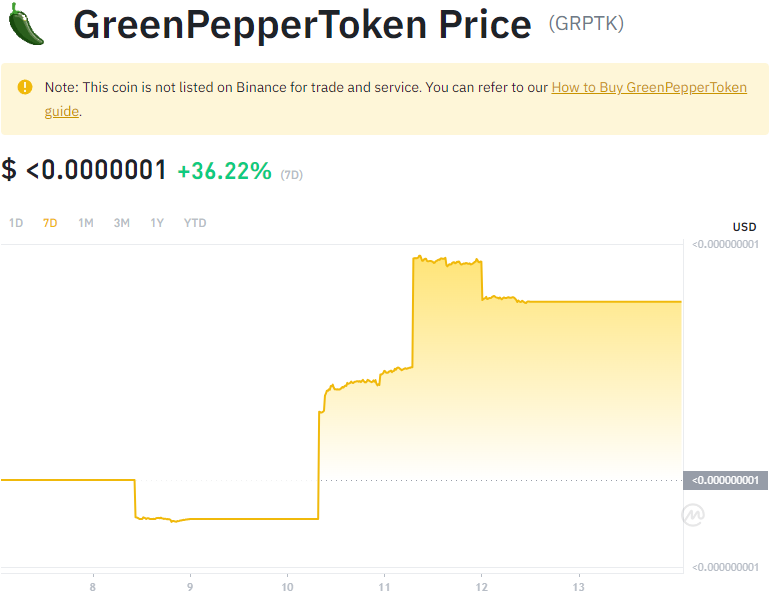 GreenPepperToken Price (GRPTK)
Note: This coin is not listed on Binance for trade and service. You can refer to our How to Buy GreenPepperToken
guide.
$ <0.0000001 +36.22% (7D)
1D 7D 1M 3M 1Y YTD
USD
<0.000000001
<0.000000001
<0.000000001
8 9 10 11 12 13